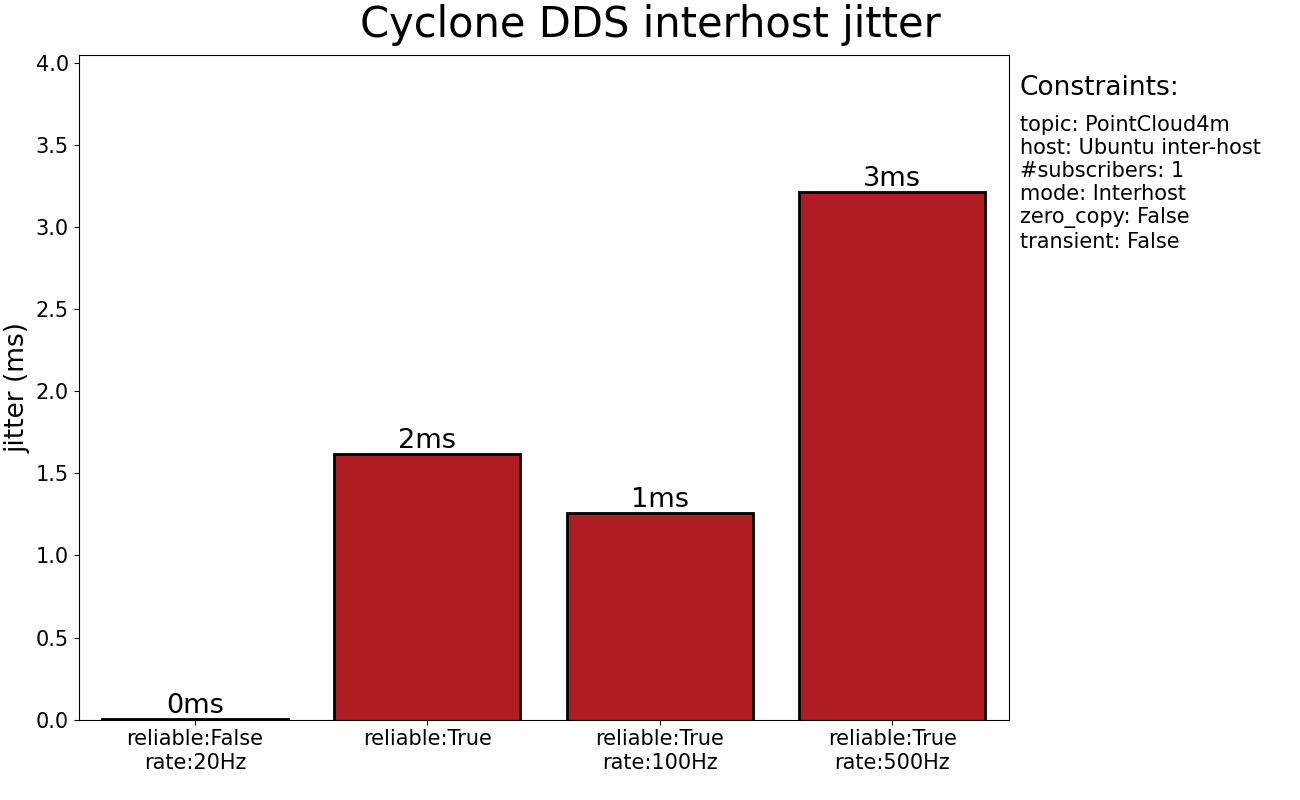 Cyclone DDS interhost jitter
4.0
3.5
3.0
2.5
2.0
1.5
1.0
0.5
0.0
jitter (ms)
0ms
2ms
1ms
3ms
reliable:False
rate:20Hz
reliable:True
reliable:True
rate:100Hz
reliable:True
rate:500Hz
Constraints:
topic: PointCloud4m
host: Ubuntu inter-host
#subscribers: 1
mode: Interhost
zero_copy: False
transient: False